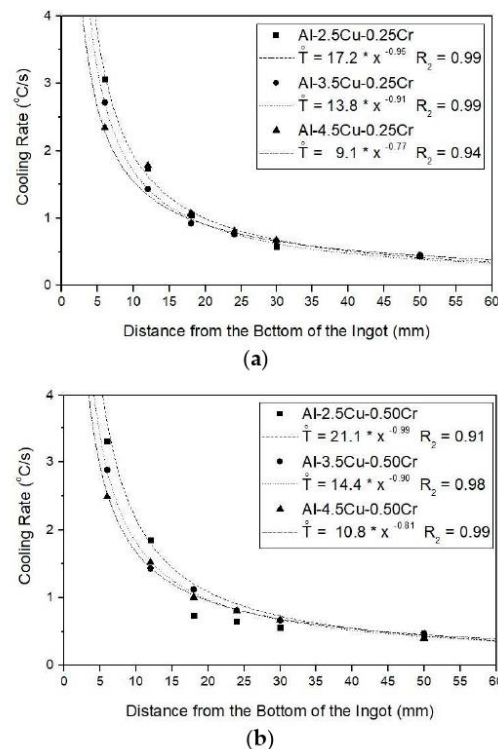 4
3
2
1
0
Cooling Rate (°C/s)
■ Al-2.5Cu-0.25Cr
T̊ = 17.2 * x -0.95 R2 = 0.99
● Al-3.5Cu-0.25Cr
T̊ = 13.8 * x -0.91 R2 = 0.99
▲ Al-4.5Cu-0.25Cr
T̊ = 9.1 * x -0.77 R2 = 0.94
0 5 10 15 20 25 30 35 40 45 50 55 60
Distance from the Bottom of the Ingot (mm)
(a)
4
3
2
1
0
Cooling Rate (°C/s)
■ Al-2.5Cu-0.50Cr
T̊ = 21.1 * x -0.99 R2 = 0.91
● Al-3.5Cu-0.50Cr
T̊ = 14.4 * x -0.90 R2 = 0.98
▲ Al-4.5Cu-0.50Cr
T̊ = 10.8 * x -0.81 R2 = 0.99
0 5 10 15 20 25 30 35 40 45 50 55 60
Distance from the Bottom of the Ingot (mm)
(b)